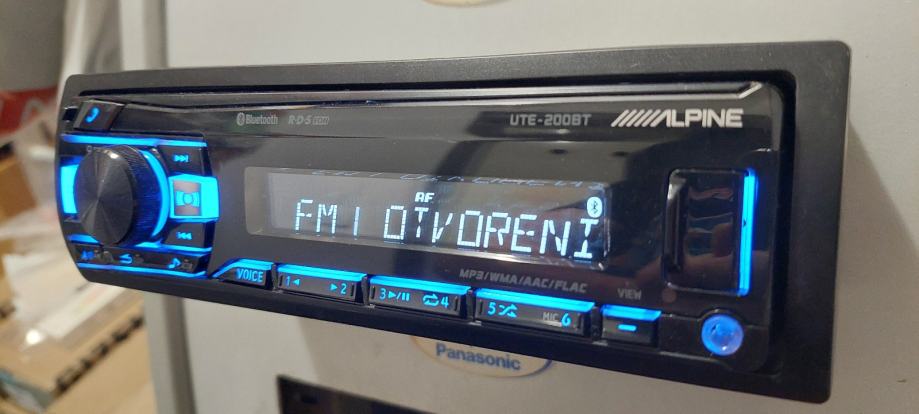 Bluetooth R·D·S UTE-200BT ALPINE
AF
FM1 OTVORENI
MP3/WMA/AAC/FLAC
VIEW
VOICE 1 2 3 4 5 MIC 6
Panasonic